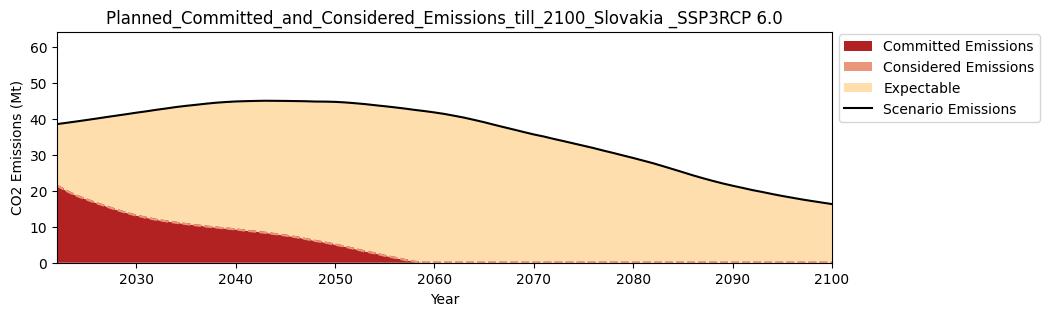 Planned_Committed_and_Considered_Emissions_till_2100_Slovakia _SSP3RCP 6.0
CO2 Emissions (Mt)
60
50
40
30
20
10
0
2030 2040 2050 2060 2070 2080 2090 2100
Year
Committed Emissions
Considered Emissions
Expectable
Scenario Emissions